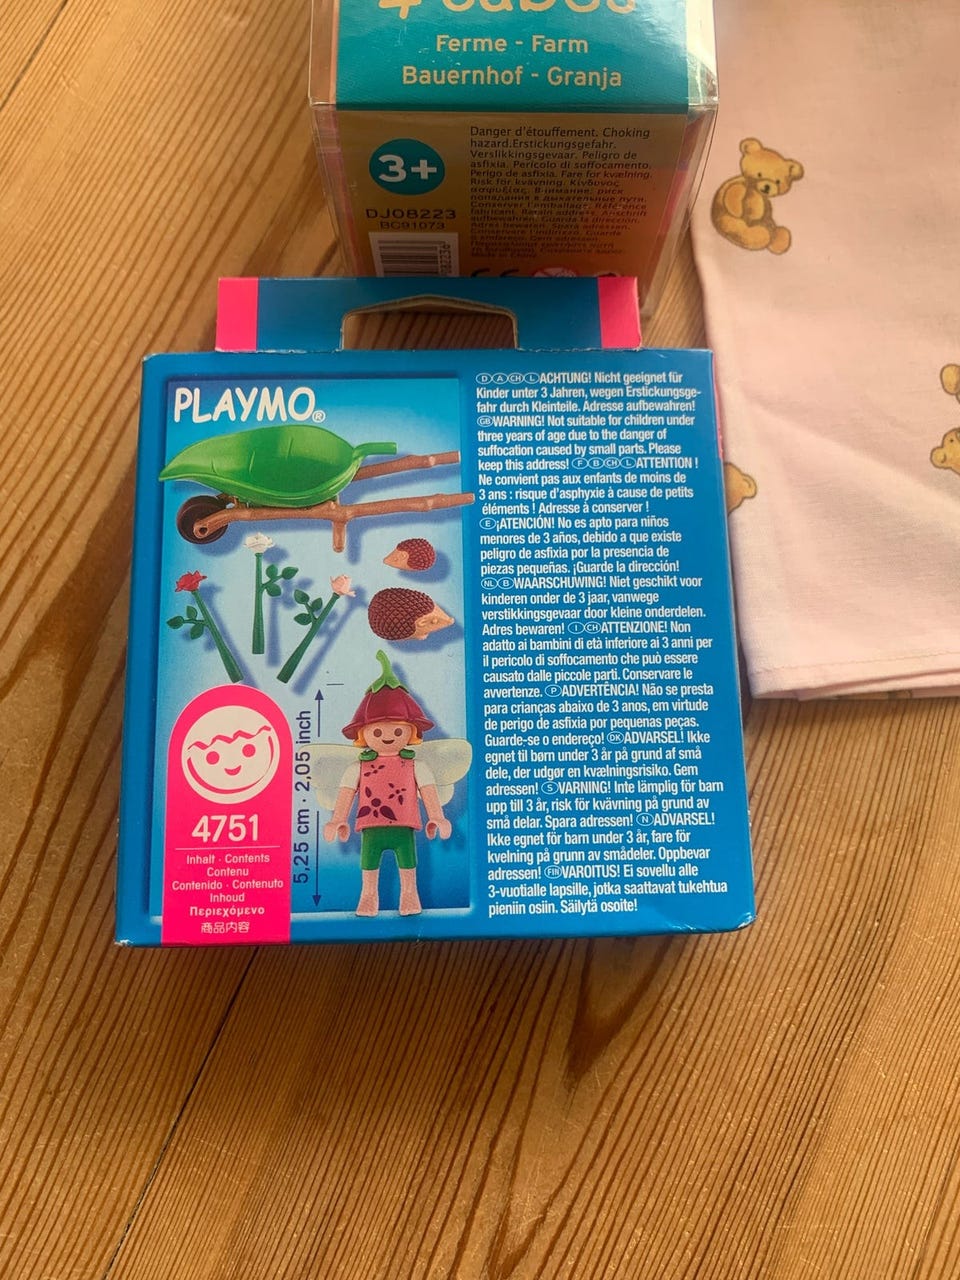 4 cubes
Ferme - Farm
Bauernhof - Granja
3+
DJ08223
BC91073
Danger d'étouffement. Choking
hazard.Erstickungsgefahr.
Verslikkingsgevaar. Peligro de
asfixia. Pericolo di soffocamento.
Perigo de asfixia. Fare for kvælning.
Risk för kvävning. Κίνδυνος
CE
PLAYMO®
5,25 cm · 2,05 inch
4751
Inhalt · Contents
Contenu
Contenido · Contenuto
Inhoud
Περιεχόμενο
商品内容
D A CH L ACHTUNG! Nicht geeignet für
Kinder unter 3 Jahren, wegen Erstickungsge-
fahr durch Kleinteile. Adresse aufbewahren!
GB WARNING! Not suitable for children under
three years of age due to the danger of
suffocation caused by small parts. Please
keep this address! F B CH L ATTENTION !
Ne convient pas aux enfants de moins de
3 ans : risque d'asphyxie à cause de petits
éléments ! Adresse à conserver !
E ¡ATENCIÓN! No es apto para niños
menores de 3 años, debido a que existe
peligro de asfixia por la presencia de
piezas pequeñas. ¡Guarde la dirección!
NL B WAARSCHUWING! Niet geschikt voor
kinderen onder de 3 jaar, vanwege
verstikkingsgevaar door kleine onderdelen.
Adres bewaren! I CH ATTENZIONE! Non
adatto ai bambini di età inferiore ai 3 anni per
il pericolo di soffocamento che può essere
causato dalle piccole parti. Conservare le
avvertenze. P ADVERTÊNCIA! Não se presta
para crianças abaixo de 3 anos, em virtude
de perigo de asfixia por pequenas peças.
Guarde-se o endereço! DK ADVARSEL! Ikke
egnet til børn under 3 år på grund af små
dele, der udgør en kvælningsrisiko. Gem
adressen! S VARNING! Inte lämplig för barn
upp till 3 år, risk för kvävning på grund av
små delar. Spara adressen! N ADVARSEL!
Ikke egnet for barn under 3 år, fare för
kvelning på grunn av smådeler. Oppbevar
adressen! FIN VAROITUS! Ei sovellu alle
3-vuotialle lapsille, jotka saattavat tukehtua
pieniin osiin. Säilytä osoite!